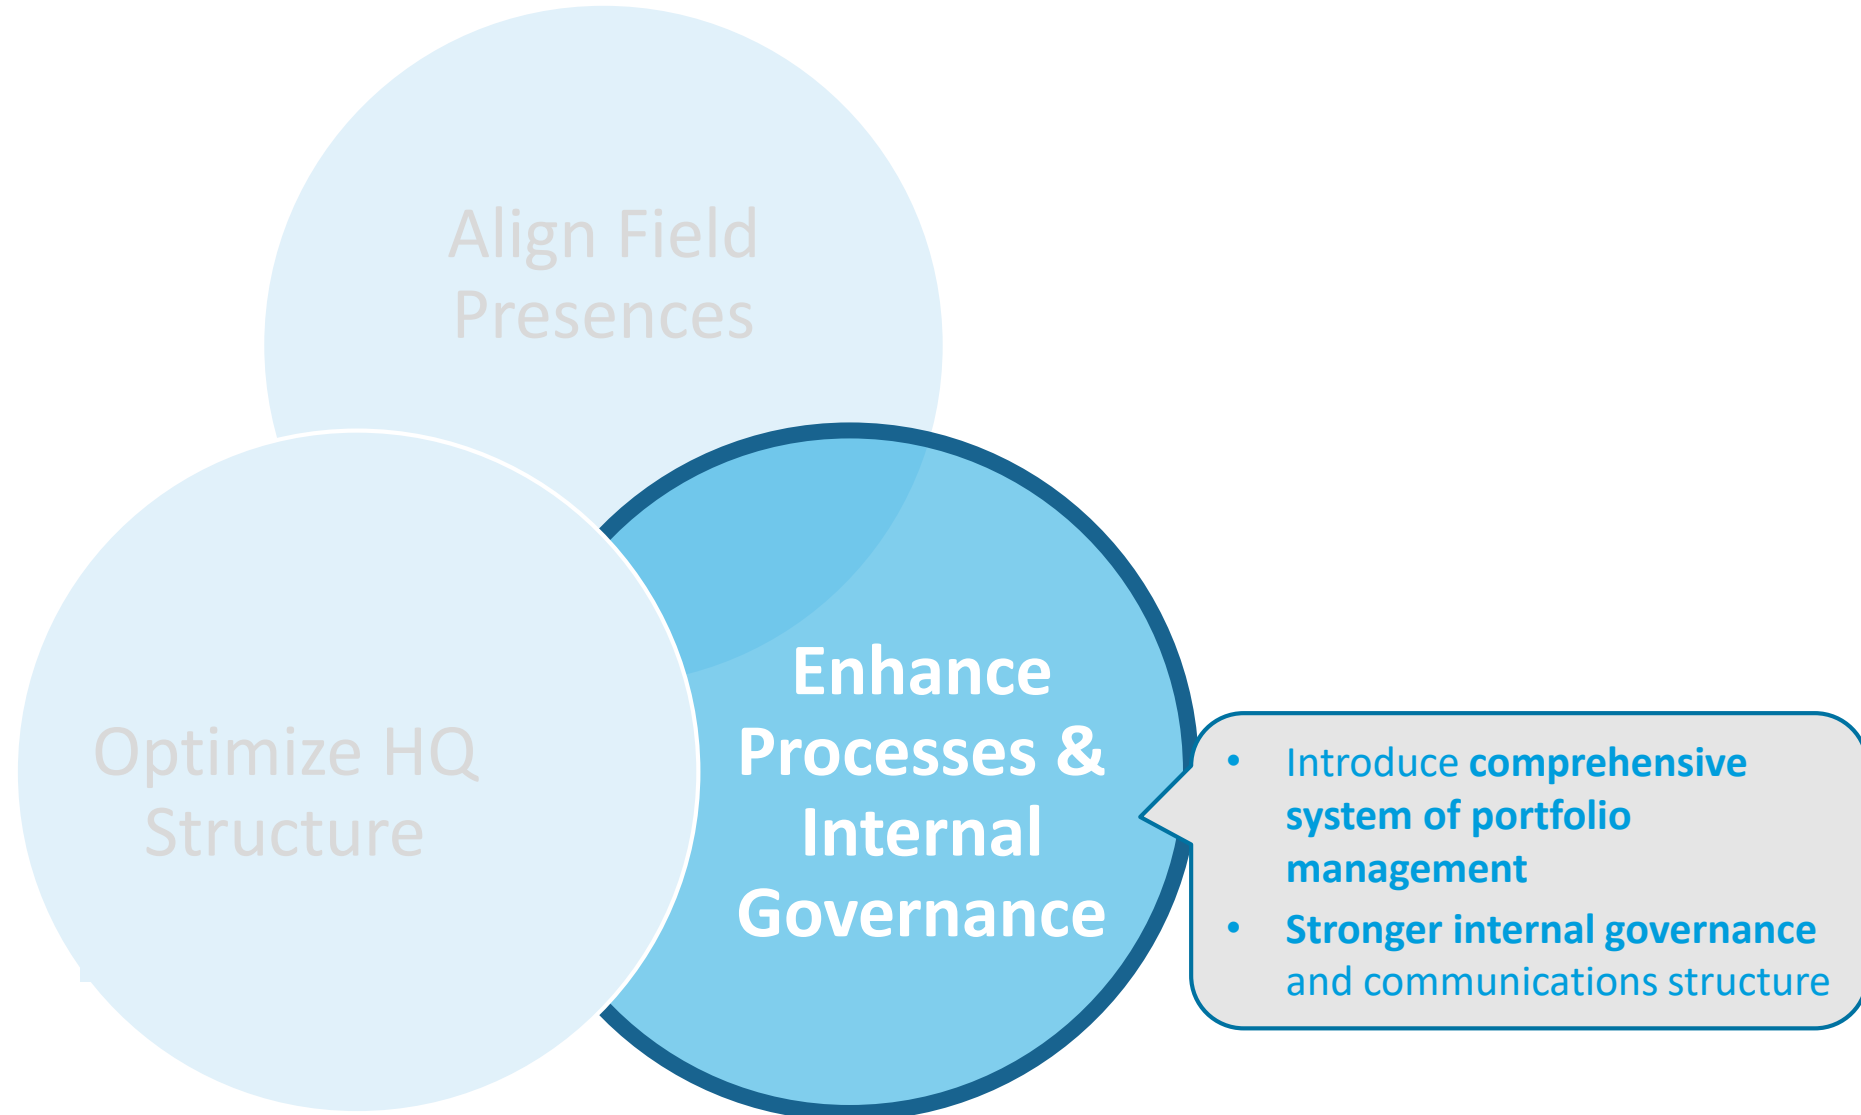 Align Field
Presences
Optimize HQ
Structure
Enhance
Processes &
Internal
Governance
• Introduce comprehensive
system of portfolio
management
• Stronger internal governance
and communications structure